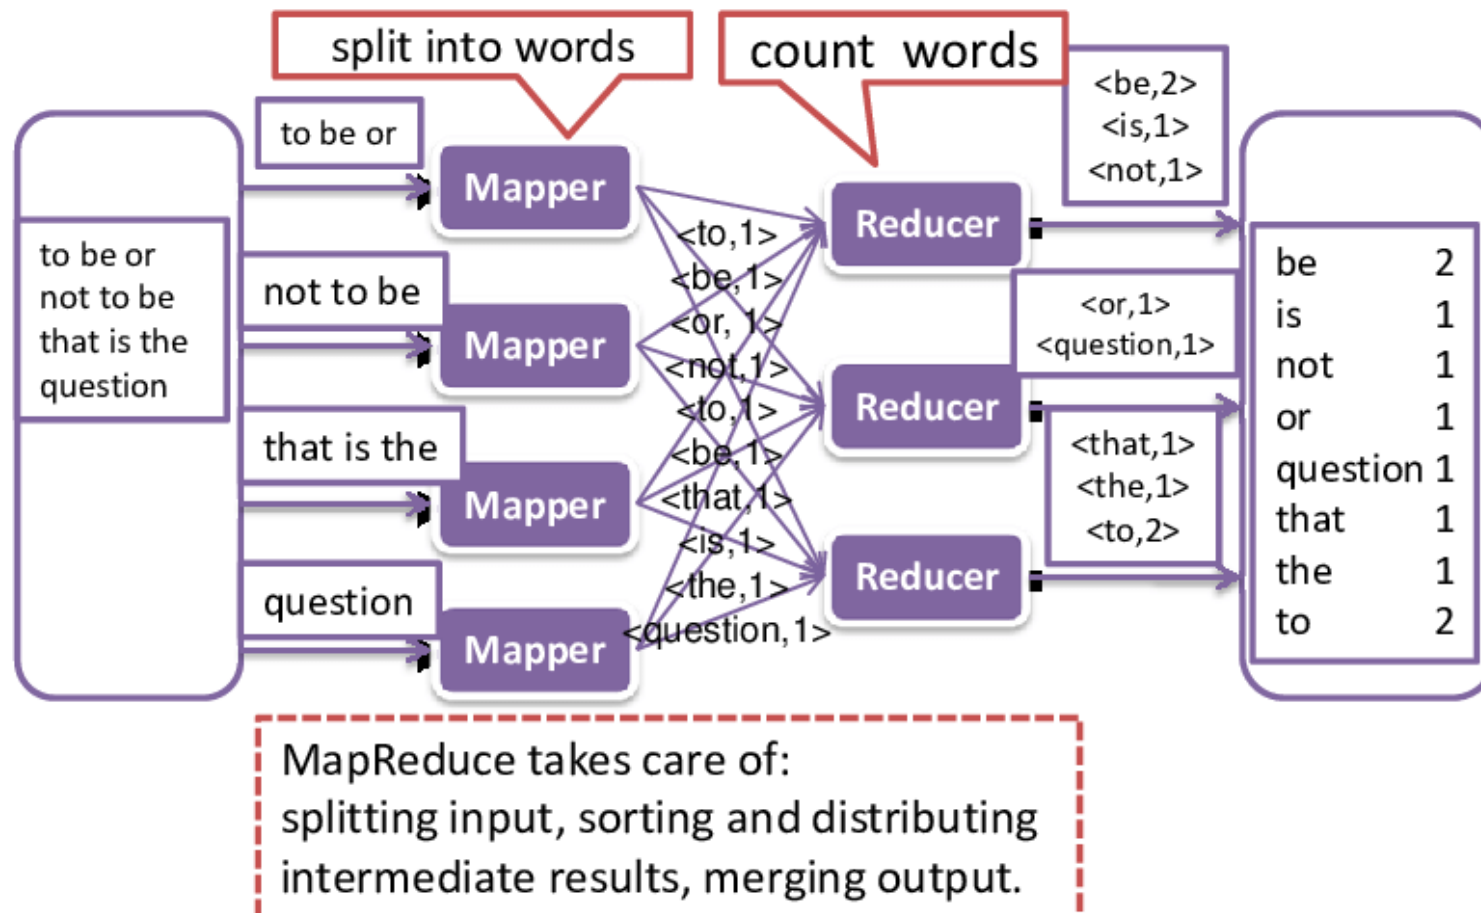 split into words
count  words
to be or
not to be
that is the
question
to be or
Mapper
not to be
Mapper
that is the
Mapper
question
Mapper
<to,1>
<be,1>
<or, 1>
<not,1>
<to,1>
<be,1>
<that,1>
<is,1>
<the,1>
<question,1>
Reducer
Reducer
Reducer
<be,2>
<is,1>
<not,1>
<or,1>
<question,1>
<that,1>
<the,1>
<to,2>
be 2
is 1
not 1
or 1
question 1
that 1
the 1
to 2
MapReduce takes care of:
splitting input, sorting and distributing
intermediate results, merging output.